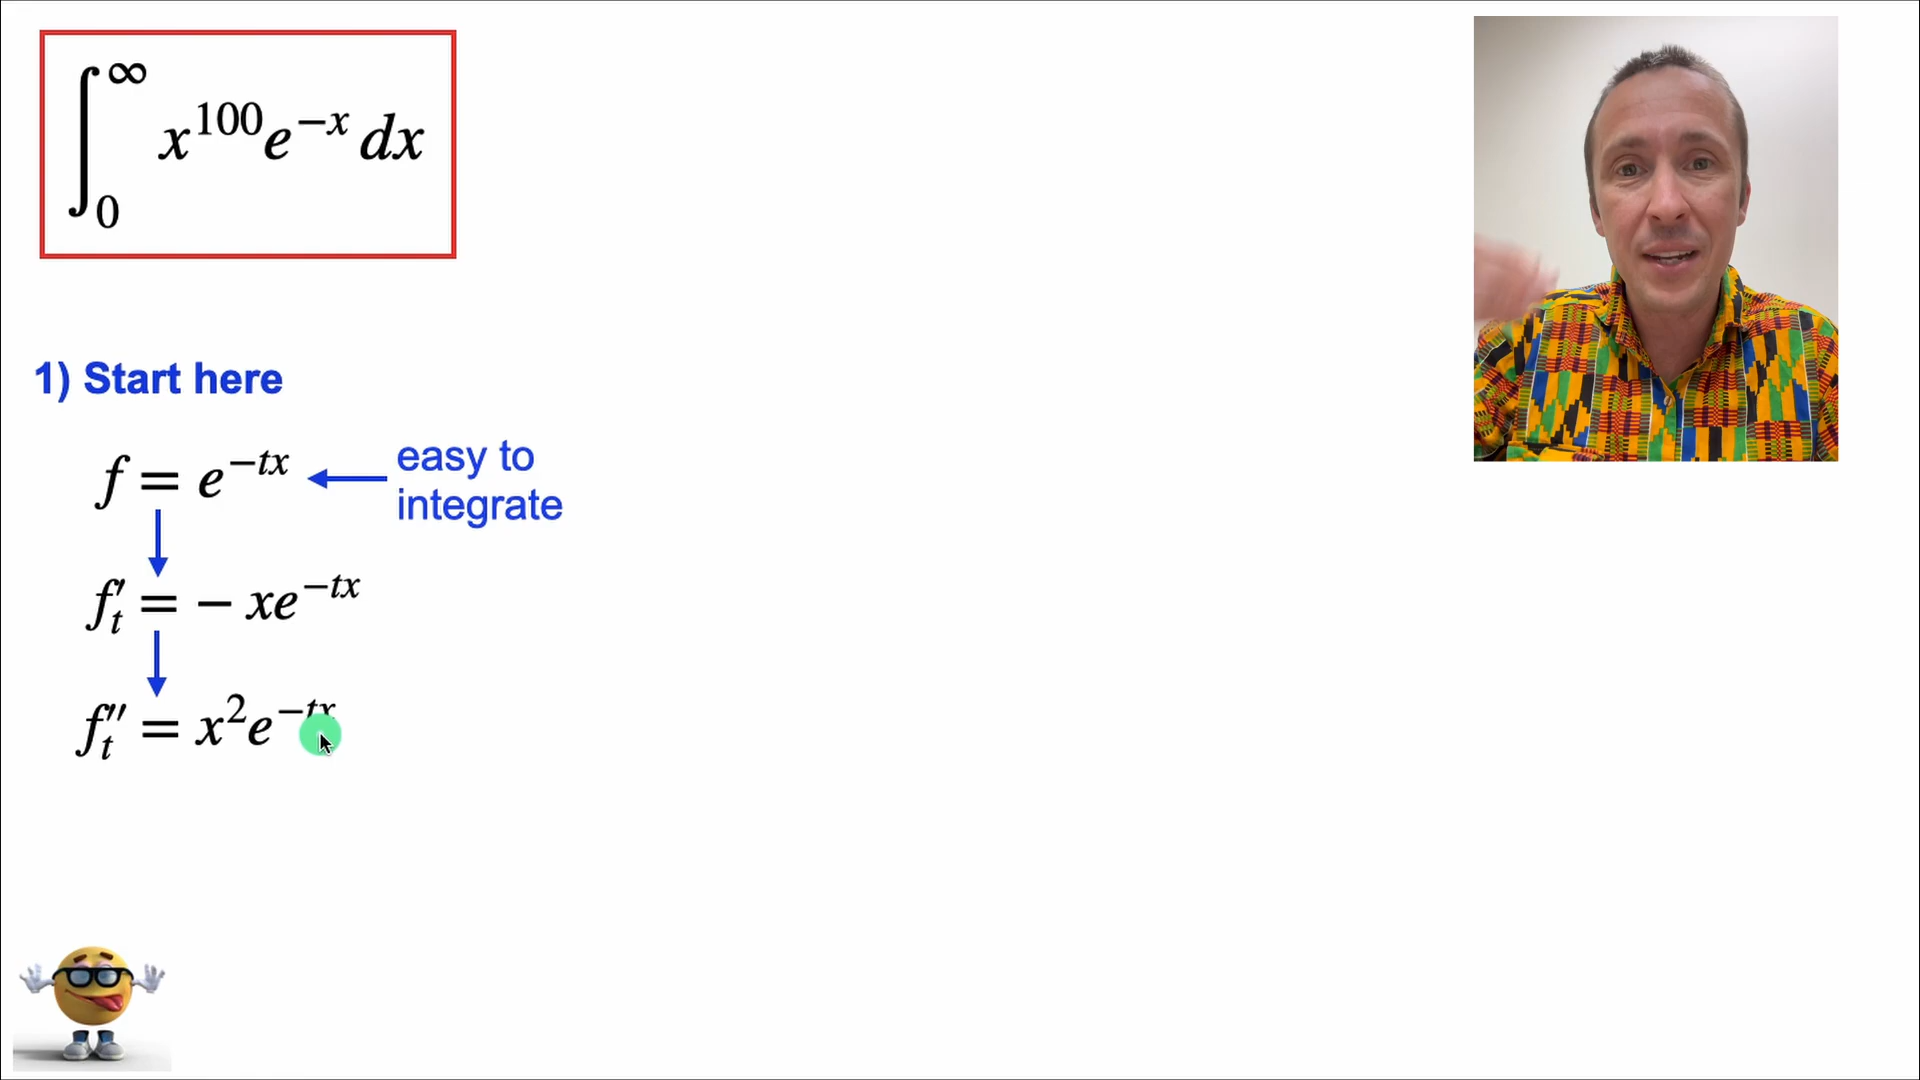 ∫₀^∞ x¹⁰⁰e⁻ˣ dx
1) Start here
f = e^{−tx}
easy to
integrate
f′ₜ = − xe^{−tx}
f″ₜ = x²e^{−tx}